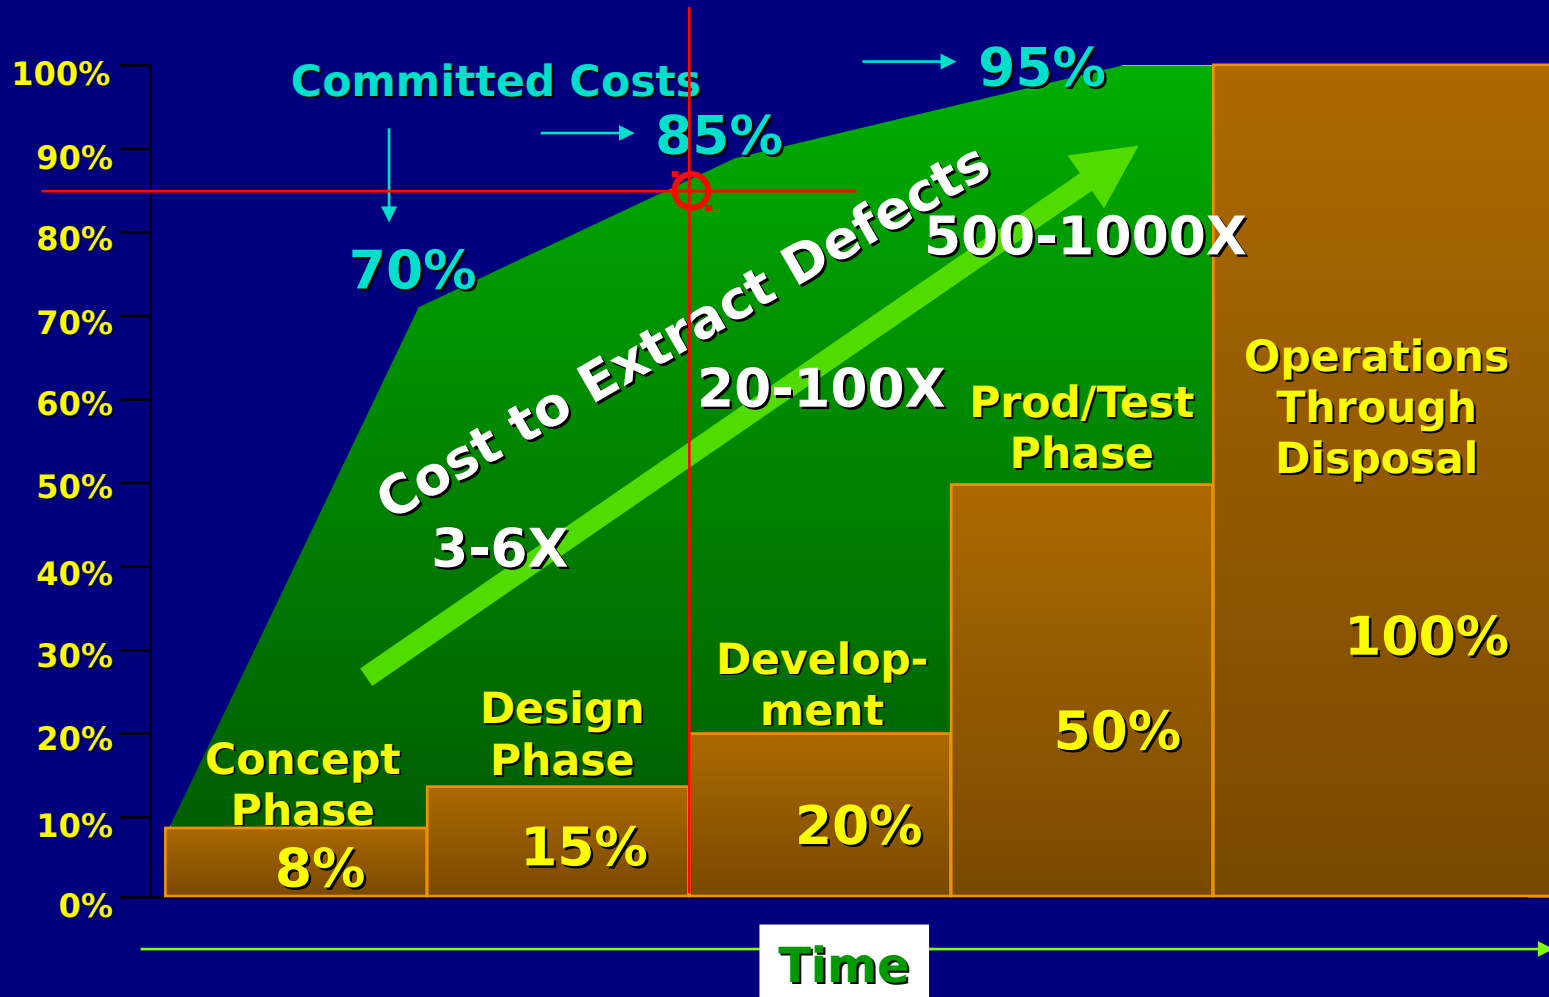 100%
90%
80%
70%
60%
50%
40%
30%
20%
10%
0%
Committed Costs
70%
85%
95%
Cost to Extract Defects
3-6X
20-100X
500-1000X
Concept
Phase
8%
Design
Phase
15%
Develop-
ment
20%
Prod/Test
Phase
50%
Operations
Through
Disposal
100%
Time